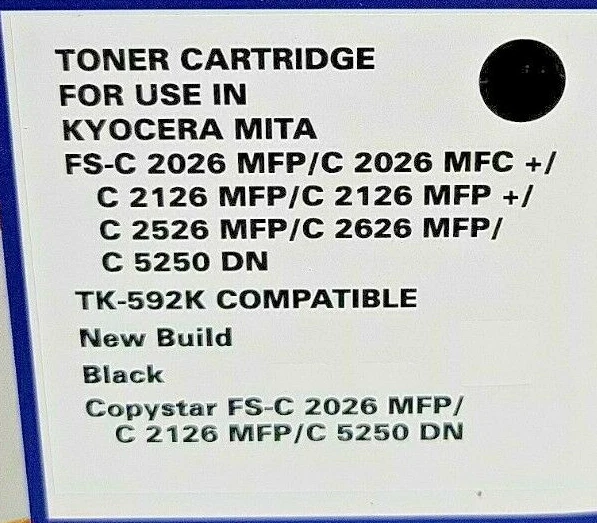 TONER CARTRIDGE
FOR USE IN
KYOCERA MITA
FS-C 2026 MFP/C 2026 MFC +/
C 2126 MFP/C 2126 MFP +/
C 2526 MFP/C 2626 MFP/
C 5250 DN
TK-592K COMPATIBLE
New Build
Black
Copystar FS-C 2026 MFP/
C 2126 MFP/C 5250 DN